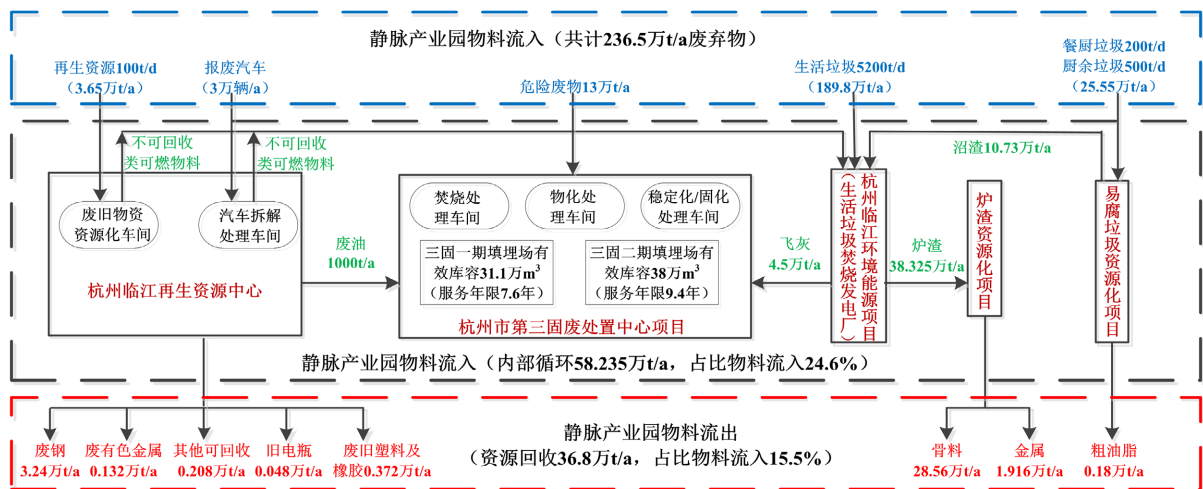 静脉产业园物料流入（共计236.5万t/a废弃物）
再生资源100t/d
（3.65万t/a）
报废汽车
（3万辆/a）
危险废物13万t/a
生活垃圾5200t/d
（189.8万t/a）
餐厨垃圾200t/d
厨余垃圾500t/d
（25.55万t/a）
不可回收
类可燃物料
不可回收
类可燃物料
沼渣10.73万t/a
废旧物资
资源化车间
汽车拆解
处理车间
杭州临江再生资源中心
废油
1000t/a
焚烧处
理车间
物化处
理车间
稳定化/固化
处理车间
三固一期填埋场有
效库容31.1万m³
（服务年限7.6年）
三固二期填埋场有
效库容38万m³
（服务年限9.4年）
杭州市第三固废处置中心项目
飞灰
4.5万t/a
杭州临江环境能源项目
（生活垃圾焚烧发电厂）
炉渣
38.325万t/a
炉渣资源化项目
易腐垃圾资源化项目
静脉产业园物料流入（内部循环58.235万t/a，占比物料流入24.6%）
静脉产业园物料流出
（资源回收36.8万t/a，占比物料流入15.5%）
废钢
3.24万t/a
废有色金属
0.132万t/a
其他可回收
0.208万t/a
旧电瓶
0.048万t/a
废旧塑料及
橡胶0.372万t/a
骨料
28.56万t/a
金属
1.916万t/a
粗油脂
0.18万t/a